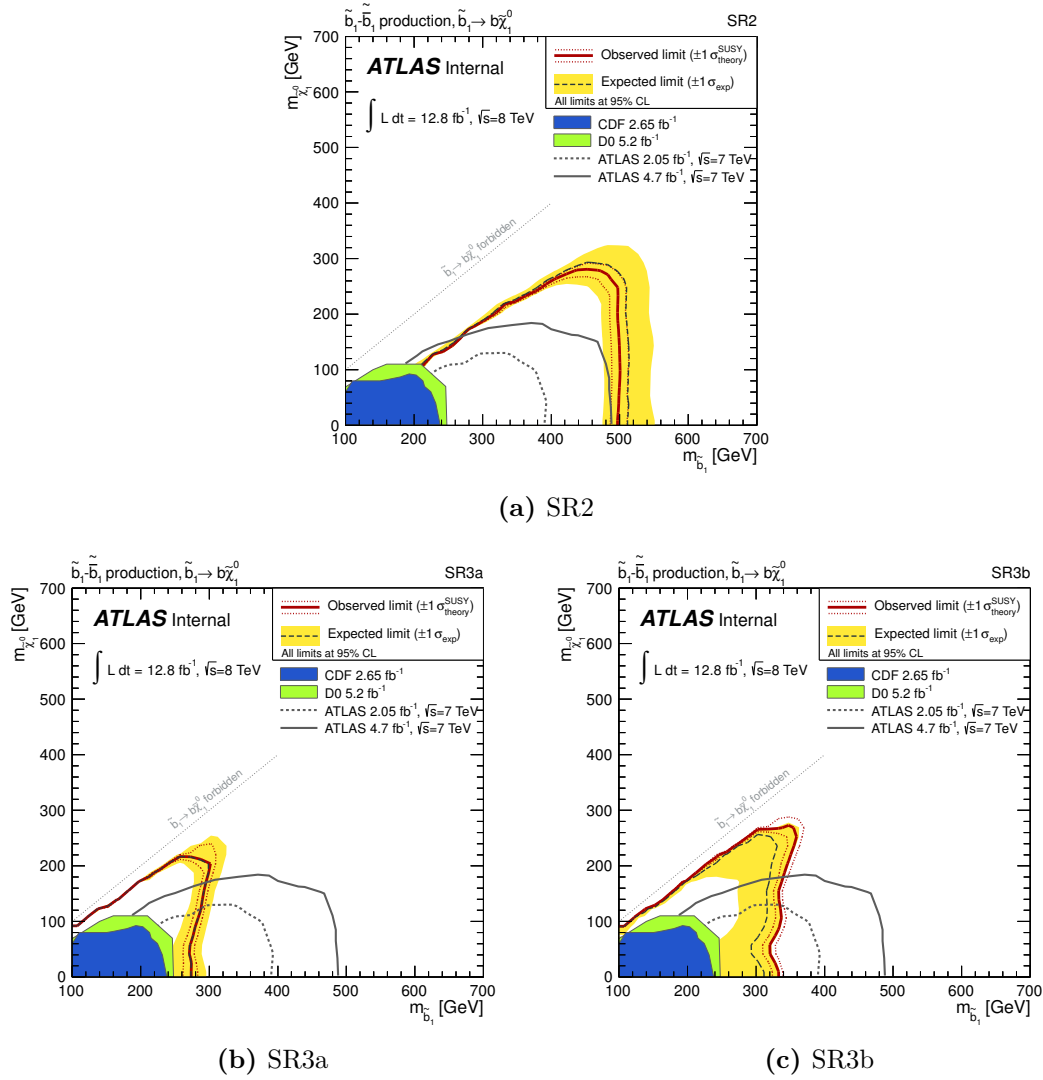 b̃₁-b̃̄₁ production, b̃₁→ bχ̃₁⁰ SR2
m_χ̃₁⁰ [GeV]
ATLAS Internal
∫ L dt = 12.8 fb⁻¹, √s=8 TeV
Observed limit (±1 σ^SUSY_theory)
Expected limit (±1 σ_exp)
All limits at 95% CL
CDF 2.65 fb⁻¹
D0 5.2 fb⁻¹
ATLAS 2.05 fb⁻¹, √s=7 TeV
ATLAS 4.7 fb⁻¹, √s=7 TeV
b̃₁→ bχ̃₁⁰ forbidden
700
600
500
400
300
200
100
0
100 200 300 400 500 600 700
m_b̃₁ [GeV]
(a) SR2
b̃₁-b̃̄₁ production, b̃₁→ bχ̃₁⁰ SR3a
m_χ̃₁⁰ [GeV]
ATLAS Internal
∫ L dt = 12.8 fb⁻¹, √s=8 TeV
Observed limit (±1 σ^SUSY_theory)
Expected limit (±1 σ_exp)
All limits at 95% CL
CDF 2.65 fb⁻¹
D0 5.2 fb⁻¹
ATLAS 2.05 fb⁻¹, √s=7 TeV
ATLAS 4.7 fb⁻¹, √s=7 TeV
b̃₁→ bχ̃₁⁰ forbidden
700
600
500
400
300
200
100
0
100 200 300 400 500 600 700
m_b̃₁ [GeV]
(b) SR3a
b̃₁-b̃̄₁ production, b̃₁→ bχ̃₁⁰ SR3b
m_χ̃₁⁰ [GeV]
ATLAS Internal
∫ L dt = 12.8 fb⁻¹, √s=8 TeV
Observed limit (±1 σ^SUSY_theory)
Expected limit (±1 σ_exp)
All limits at 95% CL
CDF 2.65 fb⁻¹
D0 5.2 fb⁻¹
ATLAS 2.05 fb⁻¹, √s=7 TeV
ATLAS 4.7 fb⁻¹, √s=7 TeV
b̃₁→ bχ̃₁⁰ forbidden
700
600
500
400
300
200
100
0
100 200 300 400 500 600 700
m_b̃₁ [GeV]
(c) SR3b